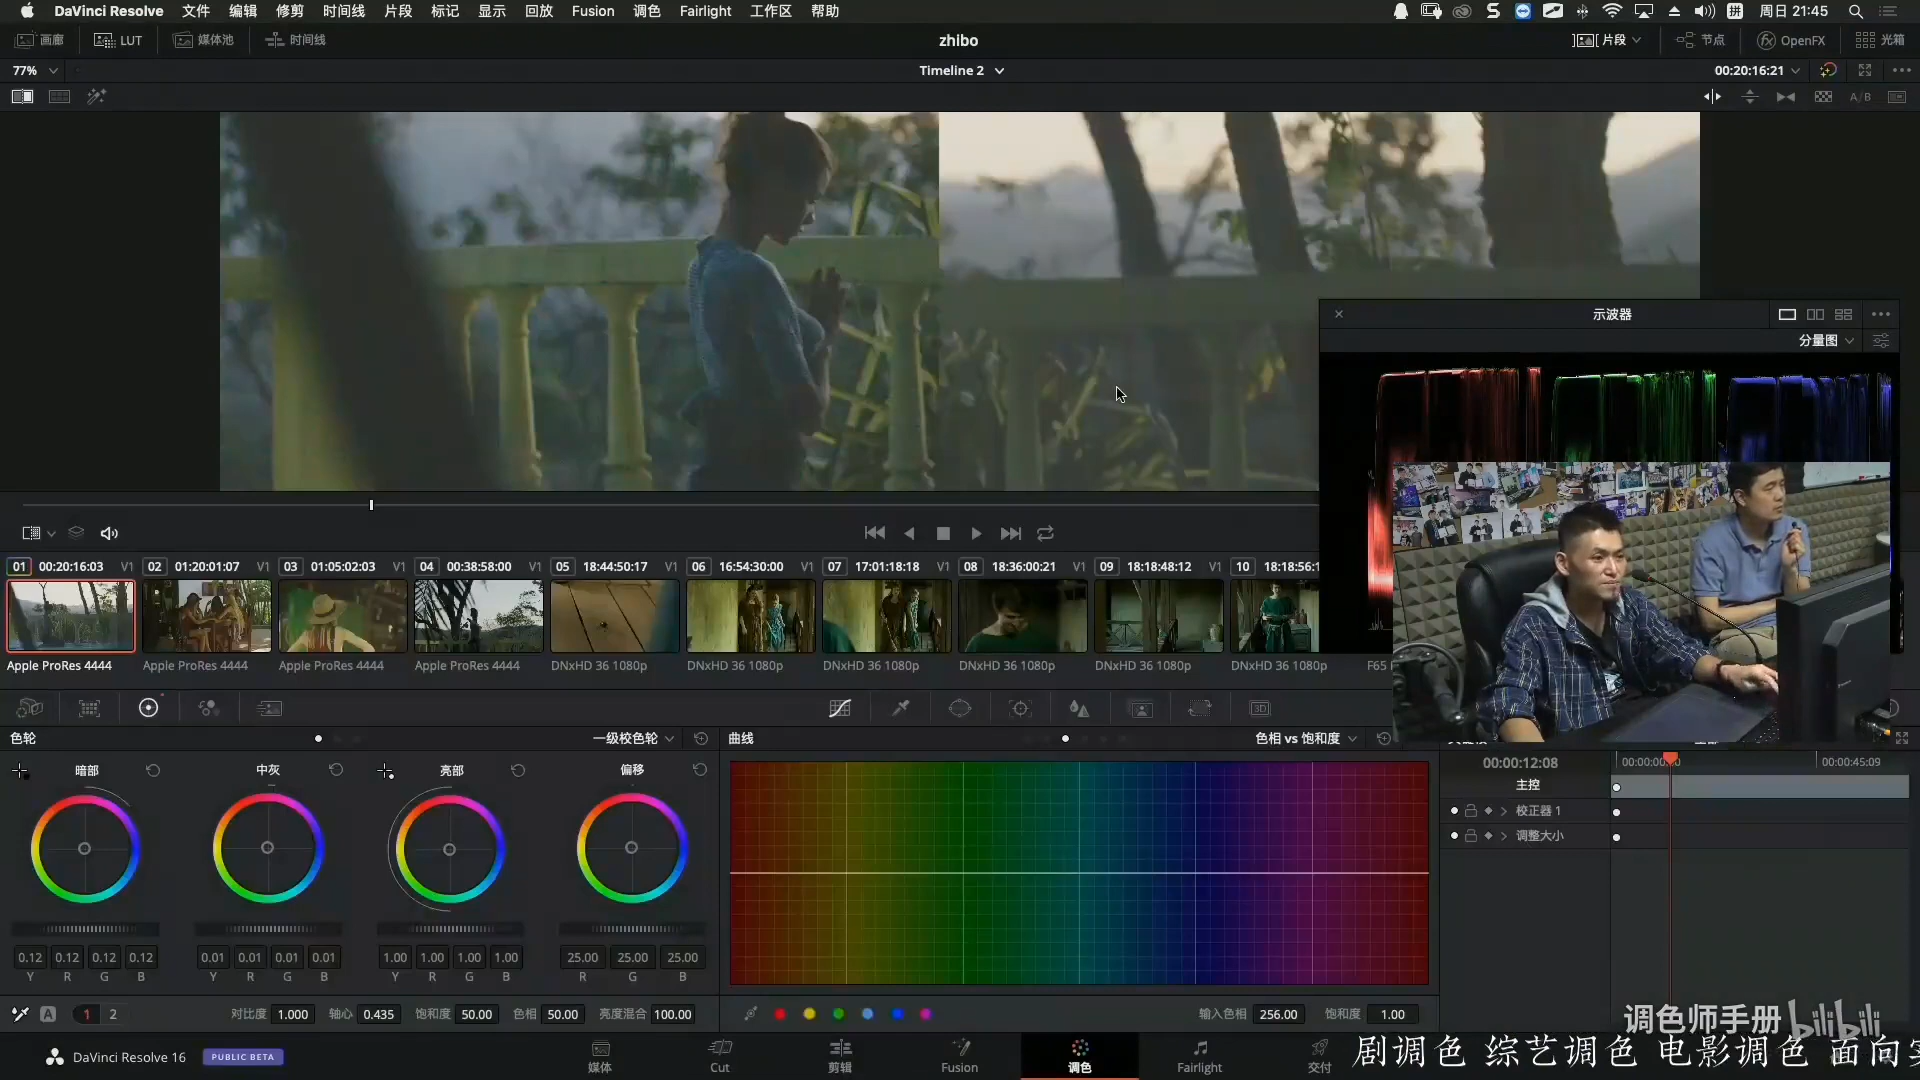 DaVinci Resolve 文件 编辑 修剪 时间线 片段 标记 显示 回放 Fusion 调色 Fairlight 工作区 帮助 拼 周日 21:45
画廊 LUT 媒体池 时间线 zhibo 片段 节点 OpenFX 光箱
77% Timeline 2 00:20:16:21
A/B
示波器
分量图
01 00:20:16:03 V1 02 01:20:01:07 V1 03 01:05:02:03 V1 04 00:38:58:00 V1 05 18:44:50:17 V1 06 16:54:30:00 V1 07 17:01:18:18 V1 08 18:36:00:21 V1 09 18:18:48:12 V1 10 18:18:56:1
Apple ProRes 4444 Apple ProRes 4444 Apple ProRes 4444 Apple ProRes 4444 DNxHD 36 1080p DNxHD 36 1080p DNxHD 36 1080p DNxHD 36 1080p DNxHD 36 1080p DNxHD 36 1080p F65
3D
色轮 一级校色轮 曲线 色相 vs 饱和度
暗部 中灰 亮部 偏移
00:00:12:08 00:00:45:09
主控
校正器 1
调整大小
0.12 0.12 0.12 0.12 0.01 0.01 0.01 0.01 1.00 1.00 1.00 1.00 25.00 25.00 25.00
Y R G B Y R G B Y R G B R G B
A 1 2 对比度 1.000 轴心 0.435 饱和度 50.00 色相 50.00 亮度混合 100.00 输入色相 256.00 饱和度 1.00
调色师手册 bilibili
DaVinci Resolve 16 PUBLIC BETA 媒体 Cut 剪辑 Fusion 调色 Fairlight 交付
剧调色 综艺调色 电影调色 面向